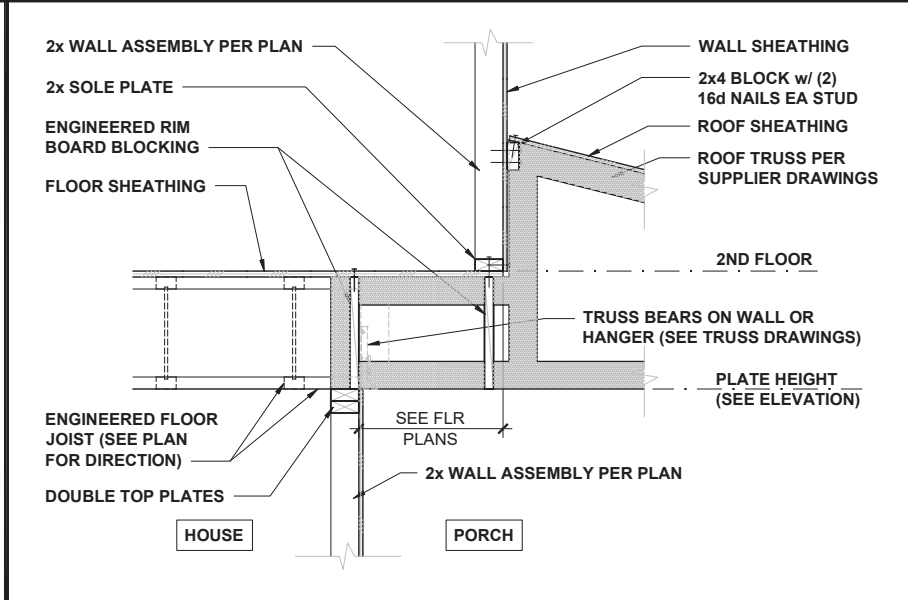 2x WALL ASSEMBLY PER PLAN
2x SOLE PLATE
ENGINEERED RIM
BOARD BLOCKING
FLOOR SHEATHING
WALL SHEATHING
2x4 BLOCK w/ (2)
16d NAILS EA STUD
ROOF SHEATHING
ROOF TRUSS PER
SUPPLIER DRAWINGS
2ND FLOOR
TRUSS BEARS ON WALL OR
HANGER (SEE TRUSS DRAWINGS)
PLATE HEIGHT
(SEE ELEVATION)
ENGINEERED FLOOR
JOIST (SEE PLAN
FOR DIRECTION)
DOUBLE TOP PLATES
SEE FLR
PLANS
2x WALL ASSEMBLY PER PLAN
HOUSE
PORCH